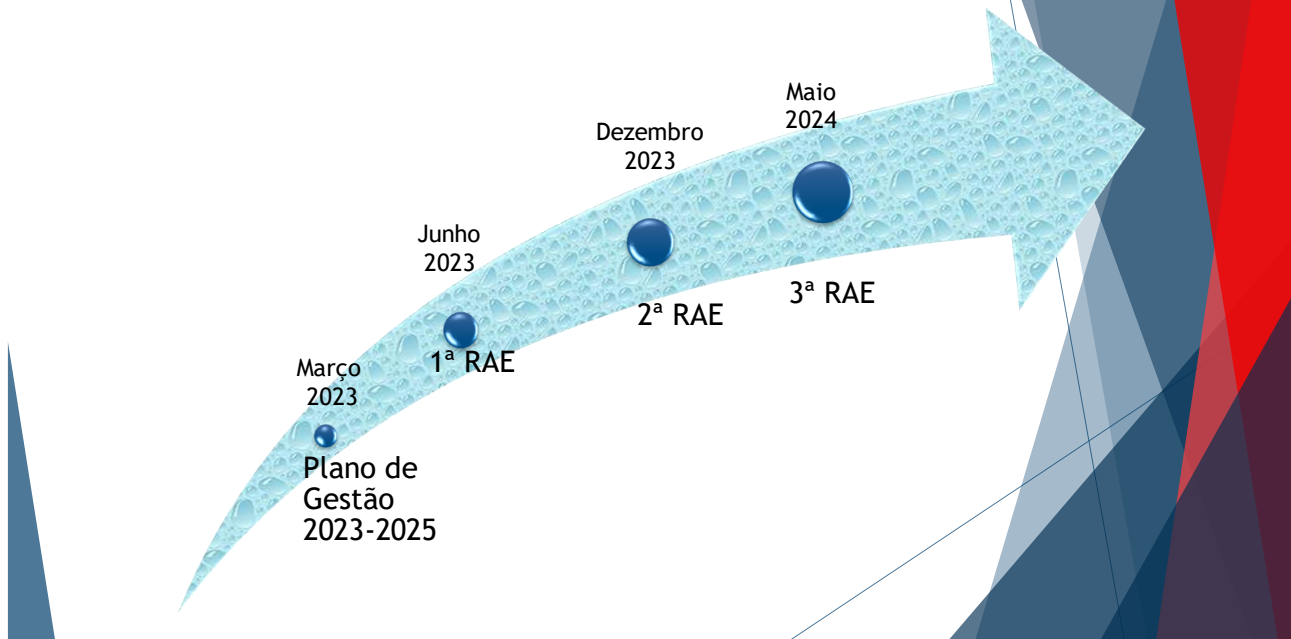 Março
2023
Plano de
Gestão
2023-2025
Junho
2023
1ª RAE
Dezembro
2023
2ª RAE
Maio
2024
3ª RAE